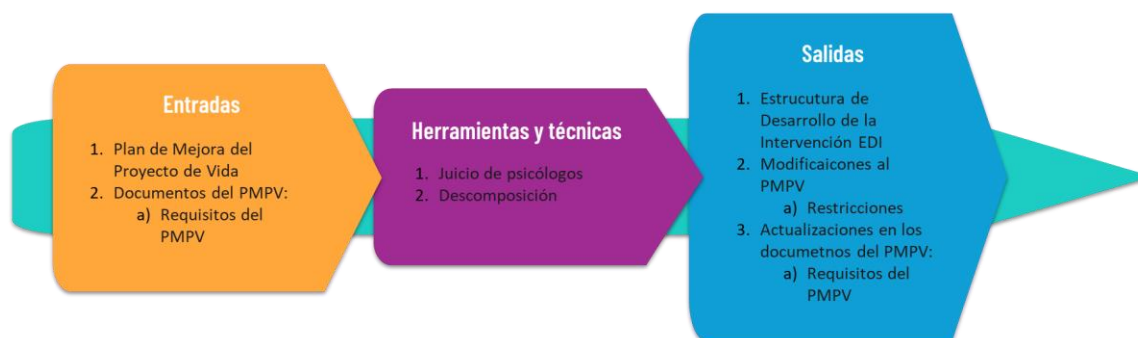 Entradas
1. Plan de Mejora del
Proyecto de Vida
2. Documentos del PMPV:
a) Requisitos del
PMPV
Herramientas y técnicas
1. Juicio de psicólogos
2. Descomposición
Salidas
1. Estrucutura de
Desarrollo de la
Intervención EDI
2. Modificaicones al
PMPV
a) Restricciones
3. Actualizaciones en los
documetnos del PMPV:
a) Requisitos del
PMPV